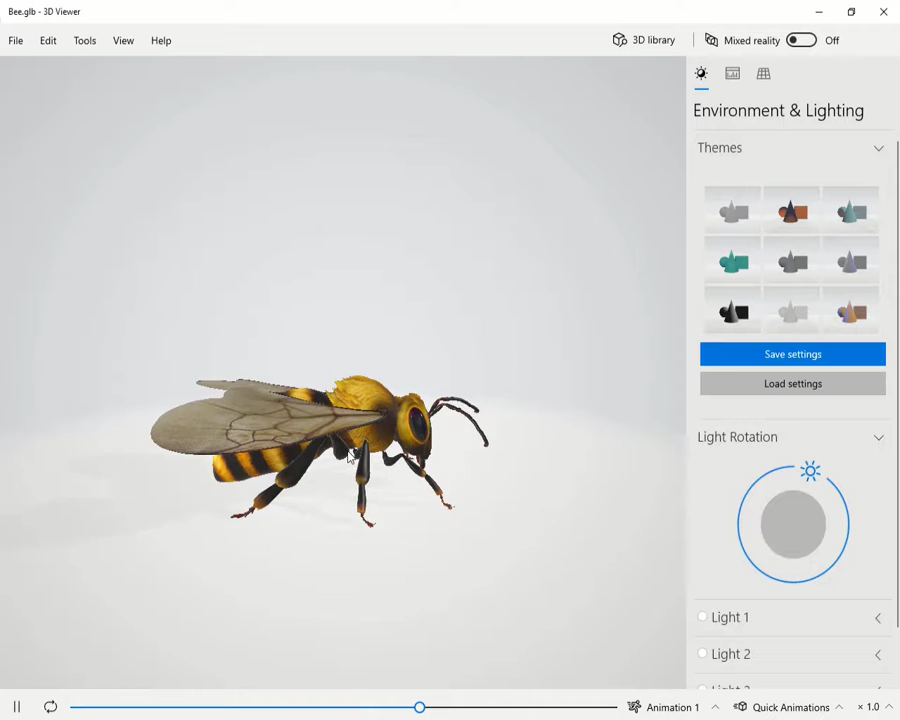 Bee.glb - 3D Viewer
File Edit Tools View Help 3D library Mixed reality Off
Environment & Lighting
Themes
Save settings
Load settings
Light Rotation
Light 1
Light 2
Animation 1 Quick Animations × 1.0